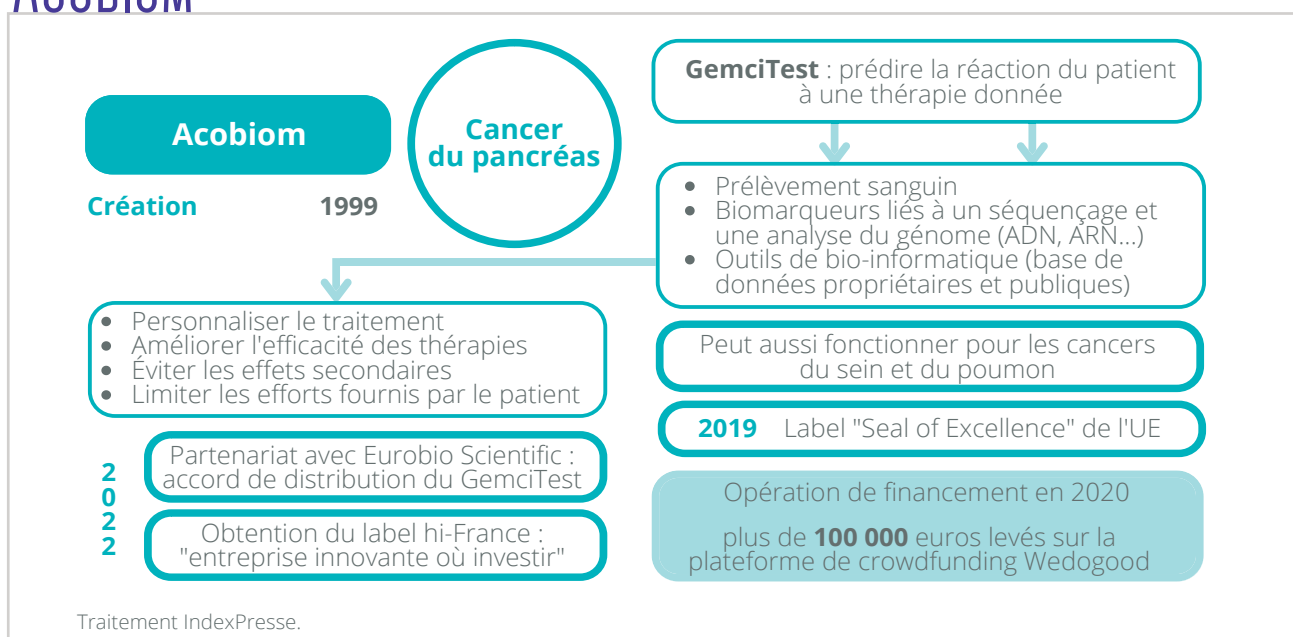 ACOBIOM
Acobiom
Création 1999
Cancer
du pancréas
GemciTest : prédire la réaction du patient
à une thérapie donnée
• Prélèvement sanguin
• Biomarqueurs liés à un séquençage et
une analyse du génome (ADN, ARN...)
• Outils de bio-informatique (base de
données propriétaires et publiques)
• Personnaliser le traitement
• Améliorer l'efficacité des thérapies
• Éviter les effets secondaires
• Limiter les efforts fournis par le patient
Peut aussi fonctionner pour les cancers
du sein et du poumon
2019 Label "Seal of Excellence" de l'UE
2022
Partenariat avec Eurobio Scientific :
accord de distribution du GemciTest
Obtention du label hi-France :
"entreprise innovante où investir"
Opération de financement en 2020
plus de 100 000 euros levés sur la
plateforme de crowdfunding Wedogood
Traitement IndexPresse.